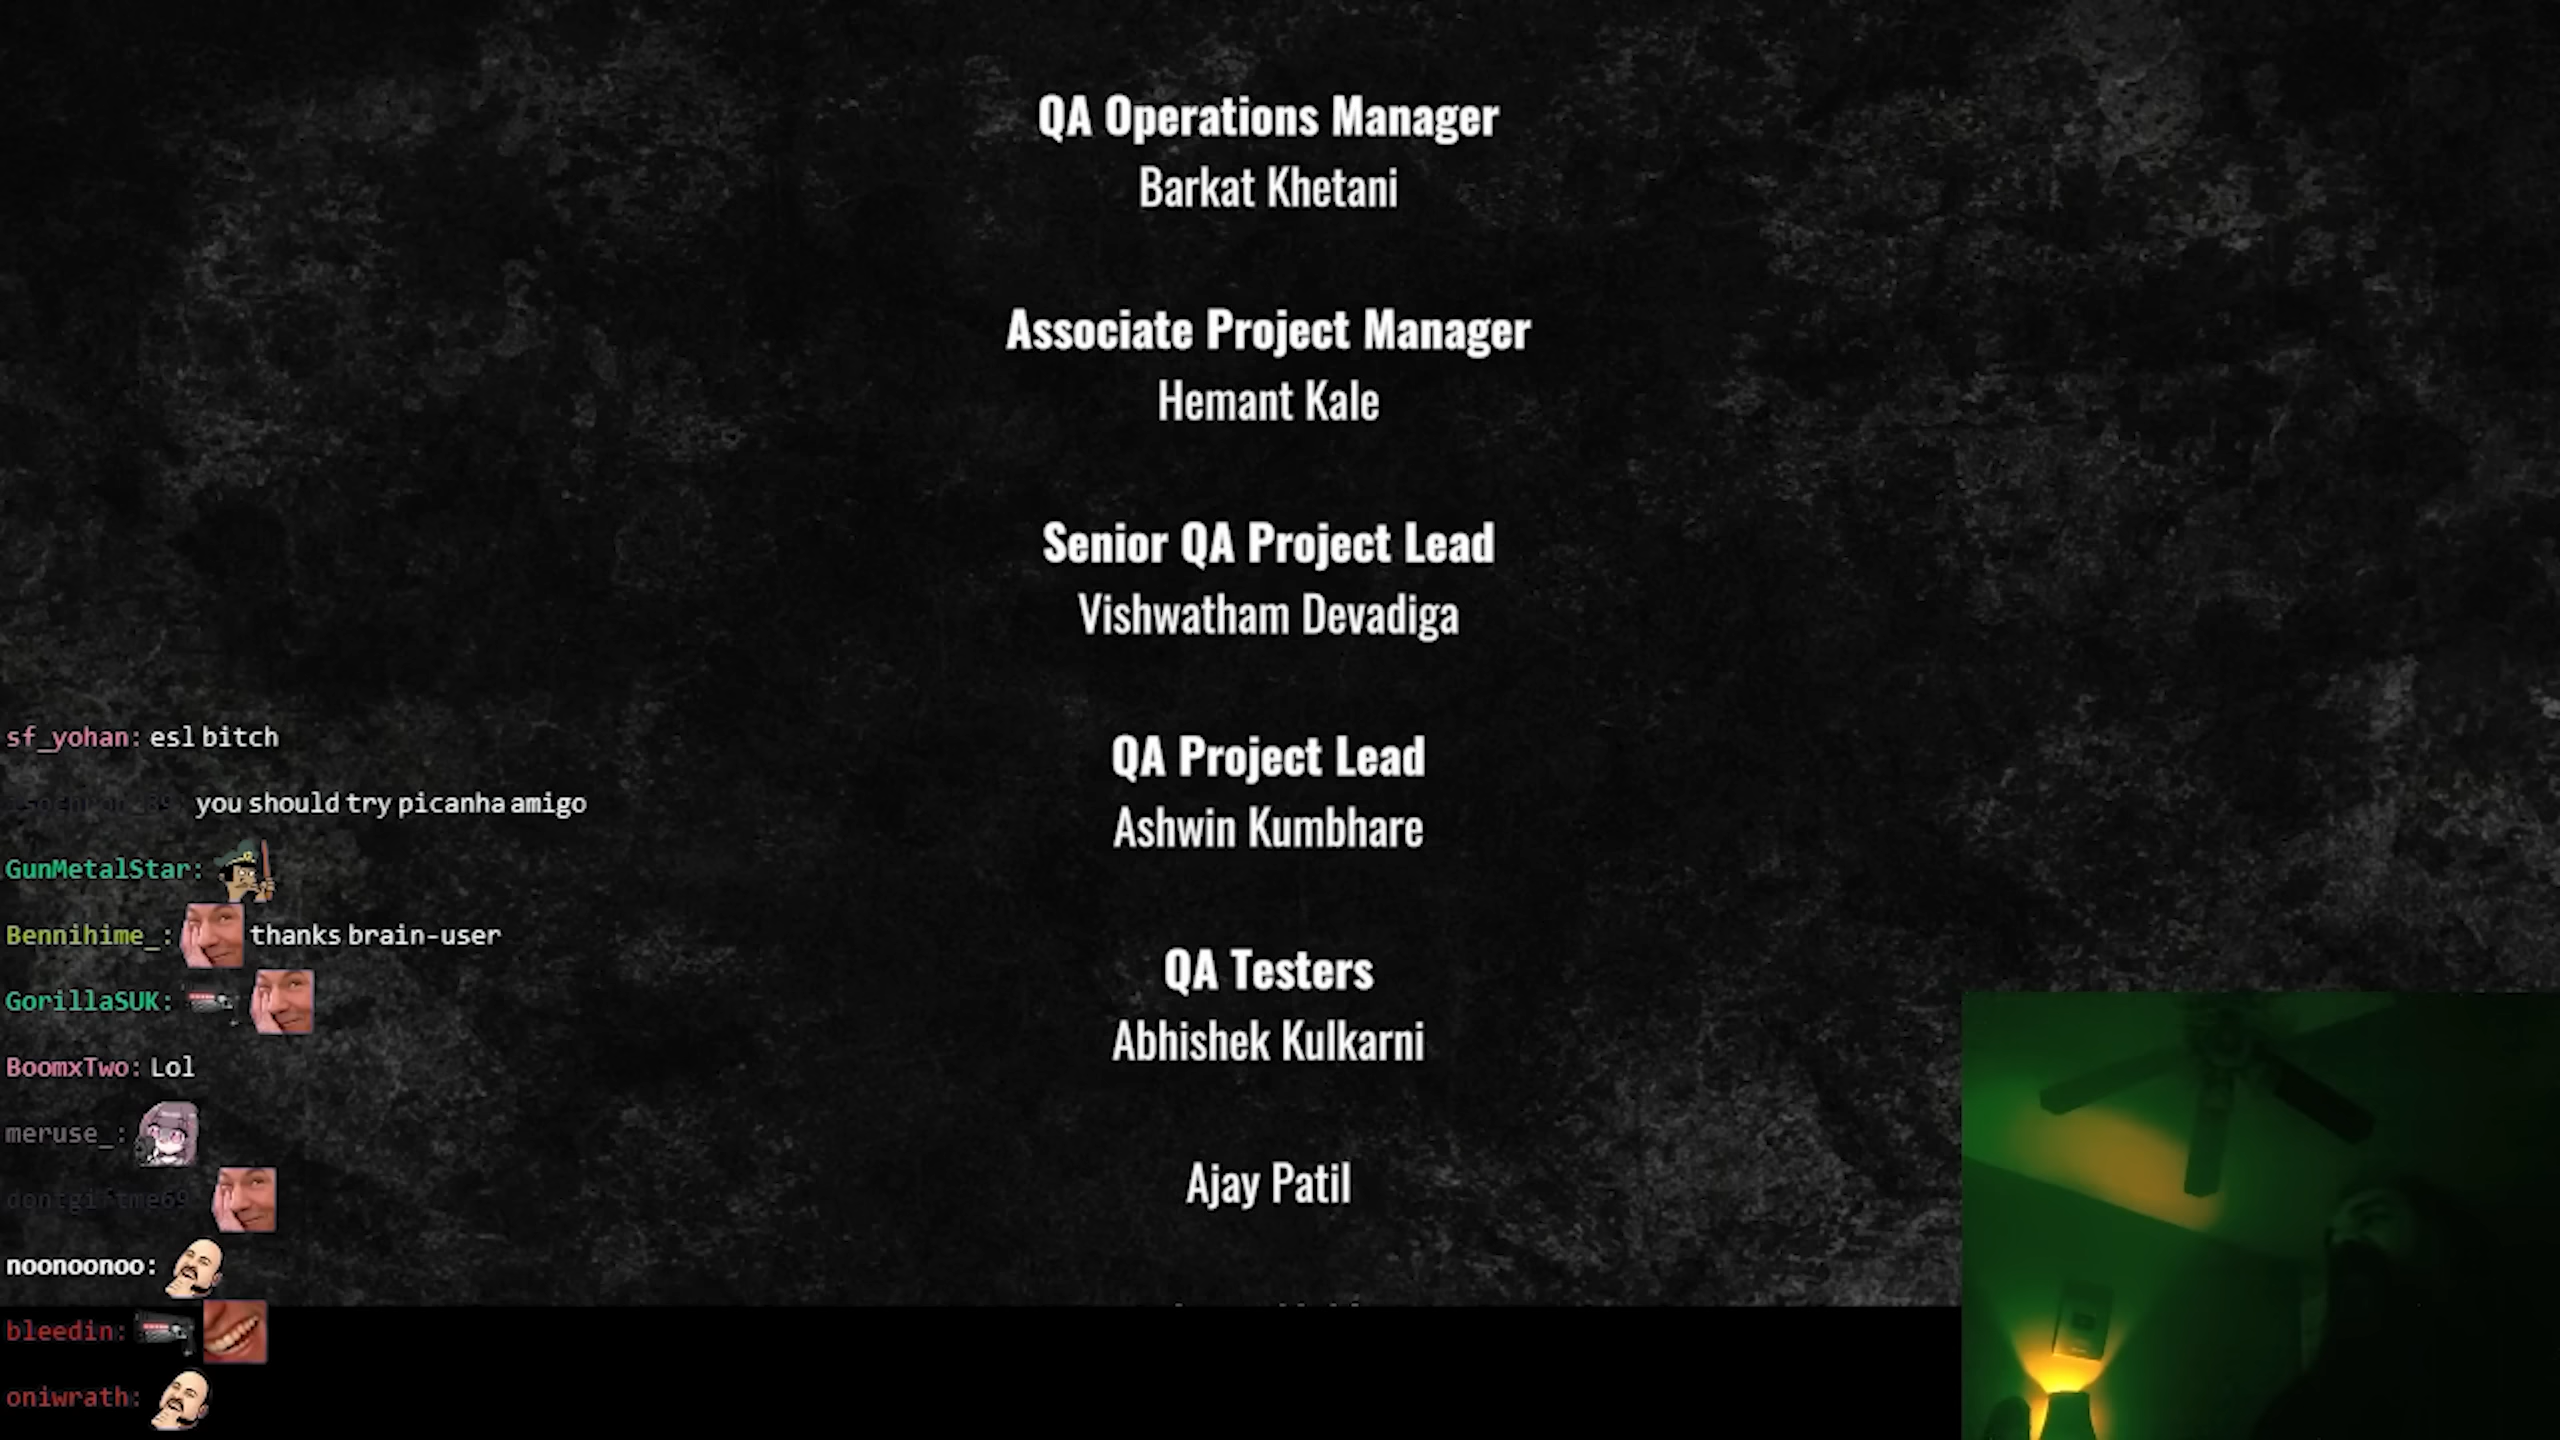 QA Operations Manager
Barkat Khetani
Associate Project Manager
Hemant Kale
Senior QA Project Lead
Vishwatham Devadiga
QA Project Lead
Ashwin Kumbhare
QA Testers
Abhishek Kulkarni
Ajay Patil
sf_yohan: esl bitch
you should try picanha amigo
GunMetalStar:
Bennihime_: thanks brain-user
GorillaSUK:
BoomxTwo: Lol
meruse_:
dontgiftme69
noonoonoo:
bleedin:
oniwrath: